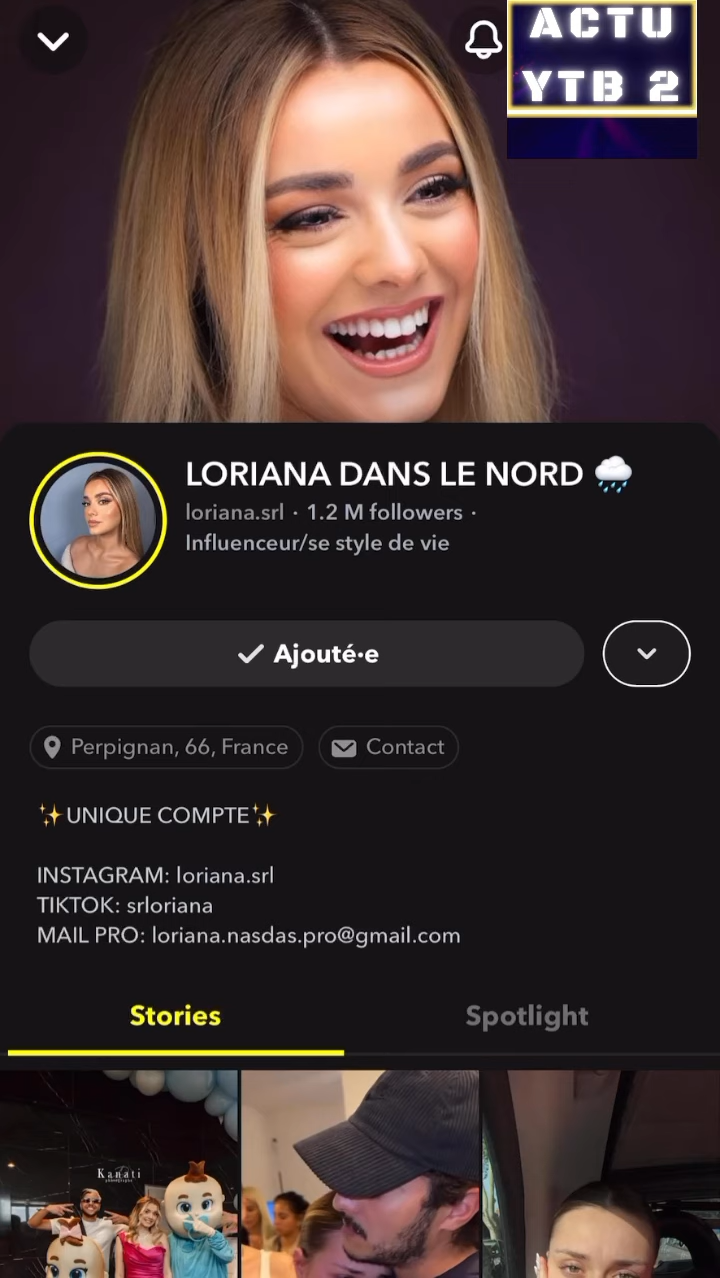 ACTU
YTB 2
LORIANA DANS LE NORD 🌧️
loriana.srl · 1.2 M followers ·
Influenceur/se style de vie
Ajouté·e
Perpignan, 66, France
Contact
✨UNIQUE COMPTE✨
INSTAGRAM: loriana.srl
TIKTOK: srloriana
MAIL PRO: loriana.nasdas.pro@gmail.com
Stories
Spotlight
Kanati